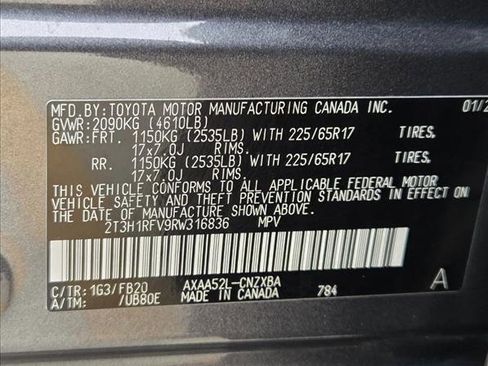 MFD. BY: TOYOTA MOTOR MANUFACTURING CANADA INC. 01/2
GVWR: 2090KG (4610LB)
GAWR: FRT. 1150KG (2535LB) WITH 225/65R17 TIRES,
17x7.0J RIMS.
RR. 1150KG (2535LB) WITH 225/65R17 TIRES,
17x7.0J RIMS.
THIS VEHICLE CONFORMS TO ALL APPLICABLE FEDERAL MOTOR
VEHICLE SAFETY AND THEFT PREVENTION STANDARDS IN EFFECT ON
THE DATE OF MANUFACTURE SHOWN ABOVE.
2T3H1RFV9RW316836 MPV
C/TR: 1G3/FB20 AXAA52L-CNZXBA A
A/TM: /UB80E MADE IN CANADA 784